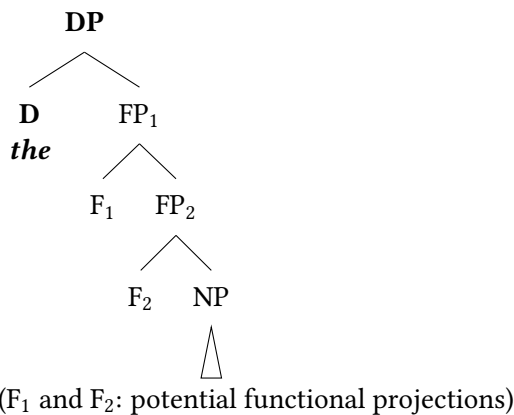 DP
D FP₁
the
F₁ FP₂
F₂ NP
(F₁ and F₂: potential functional projections)